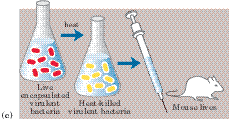 heat
Live
encapsulated
virulent
bacteria
Heat-killed
virulent bacteria
Mouse lives
(c)